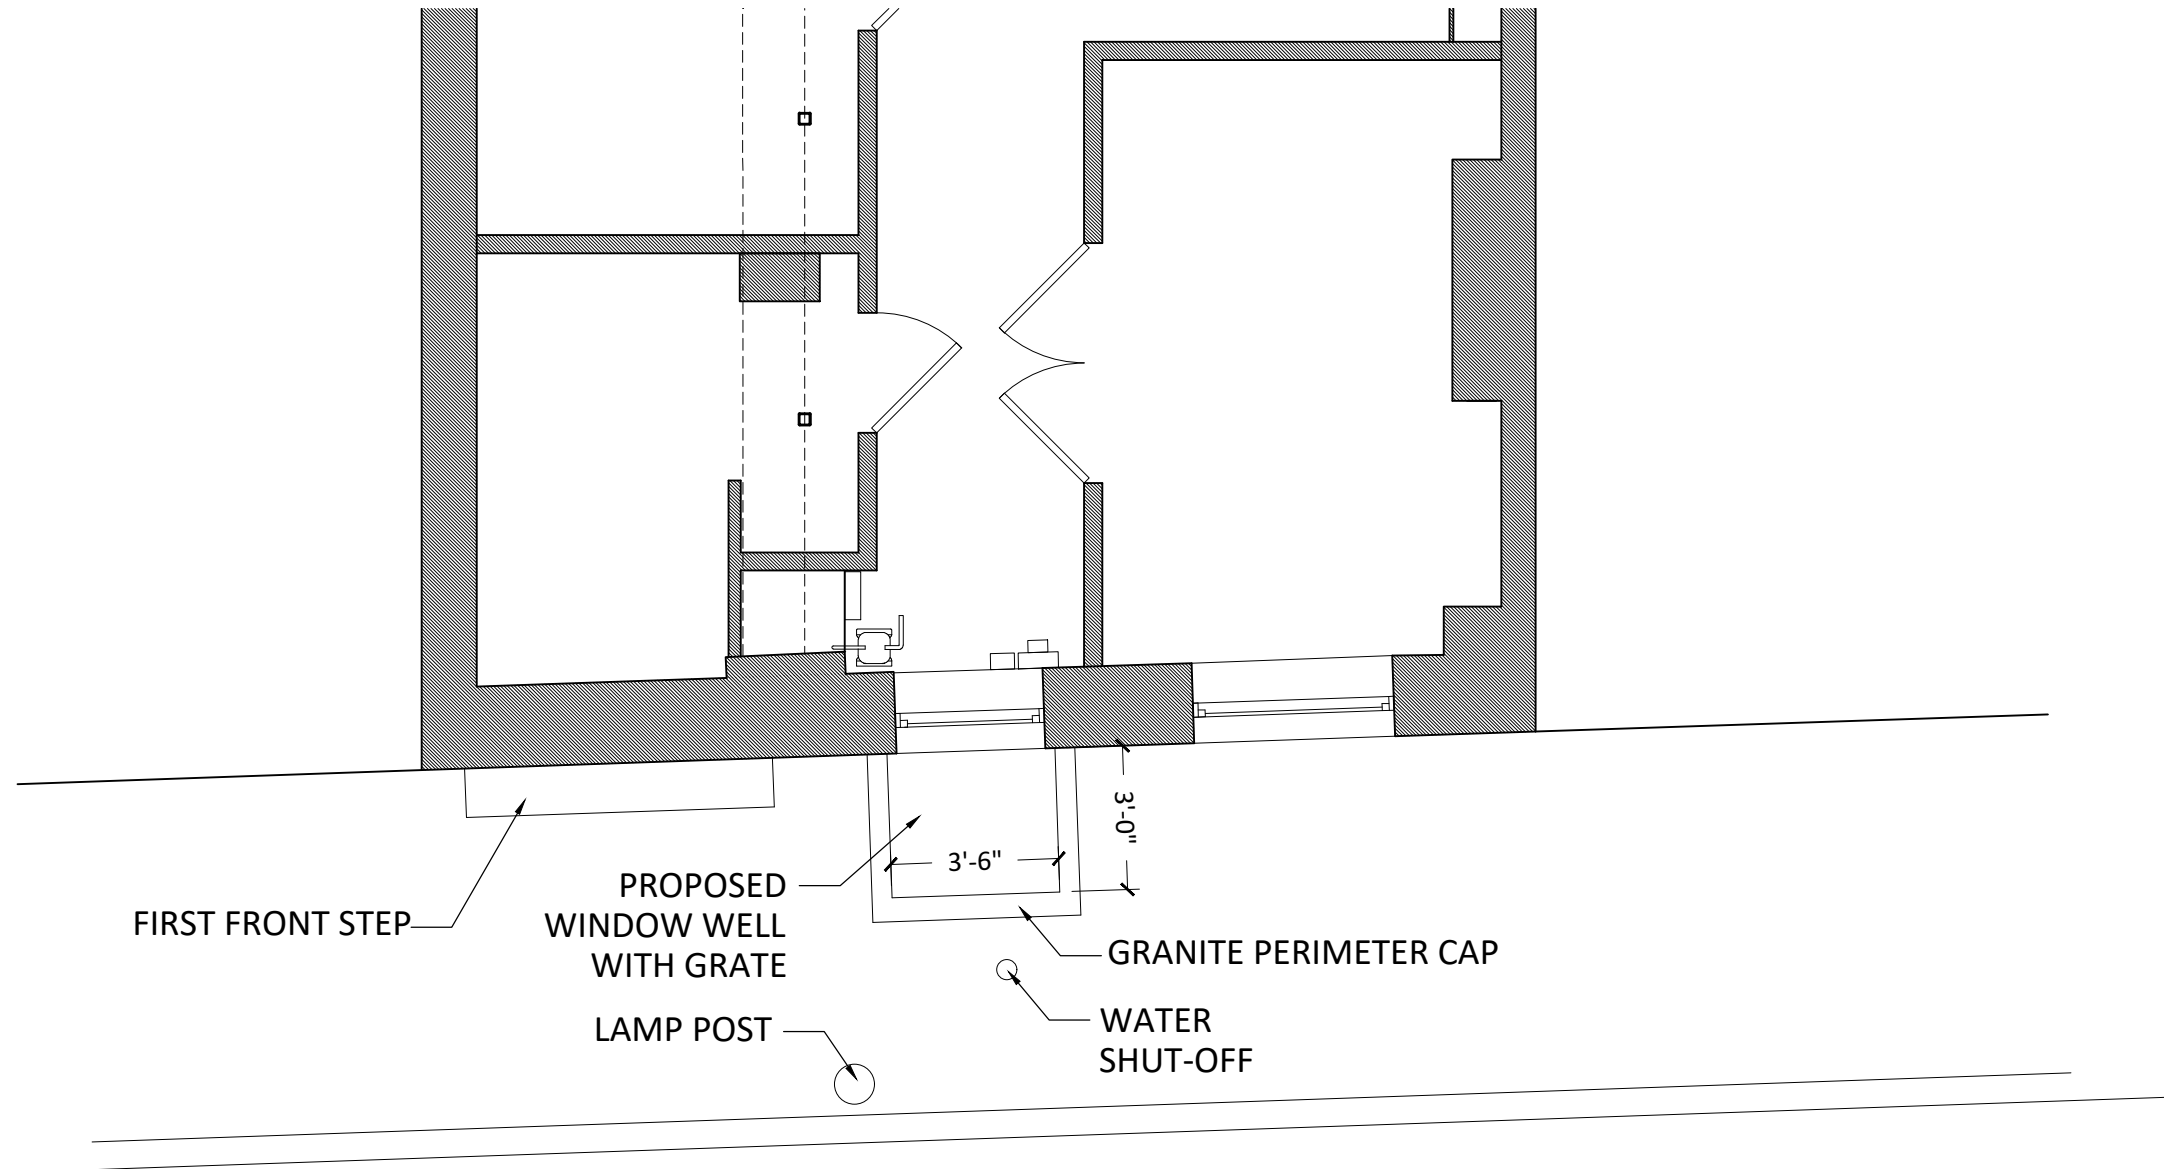 3'-0"
3'-6"
PROPOSED
WINDOW WELL
WITH GRATE
FIRST FRONT STEP
GRANITE PERIMETER CAP
WATER
SHUT-OFF
LAMP POST